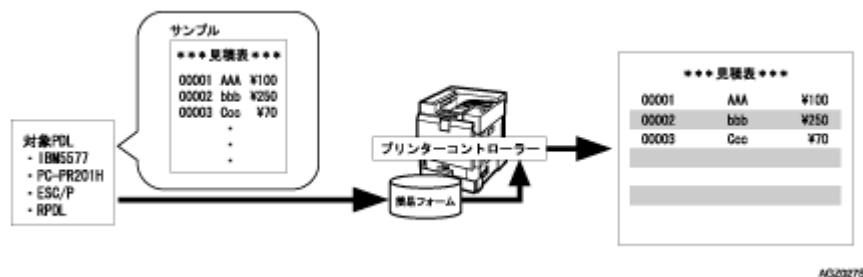 サンプル
***見積表***
00001 AAA ¥100
00002 bbb ¥250
00003 Ccc ¥70
対象PDL
・IBM5577
・PC-PR201H
・ESC/P
・RPDL
プリンターコントローラー
簡易フォーム
***見積表***
00001 AAA ¥100
00002 bbb ¥250
00003 Ccc ¥70